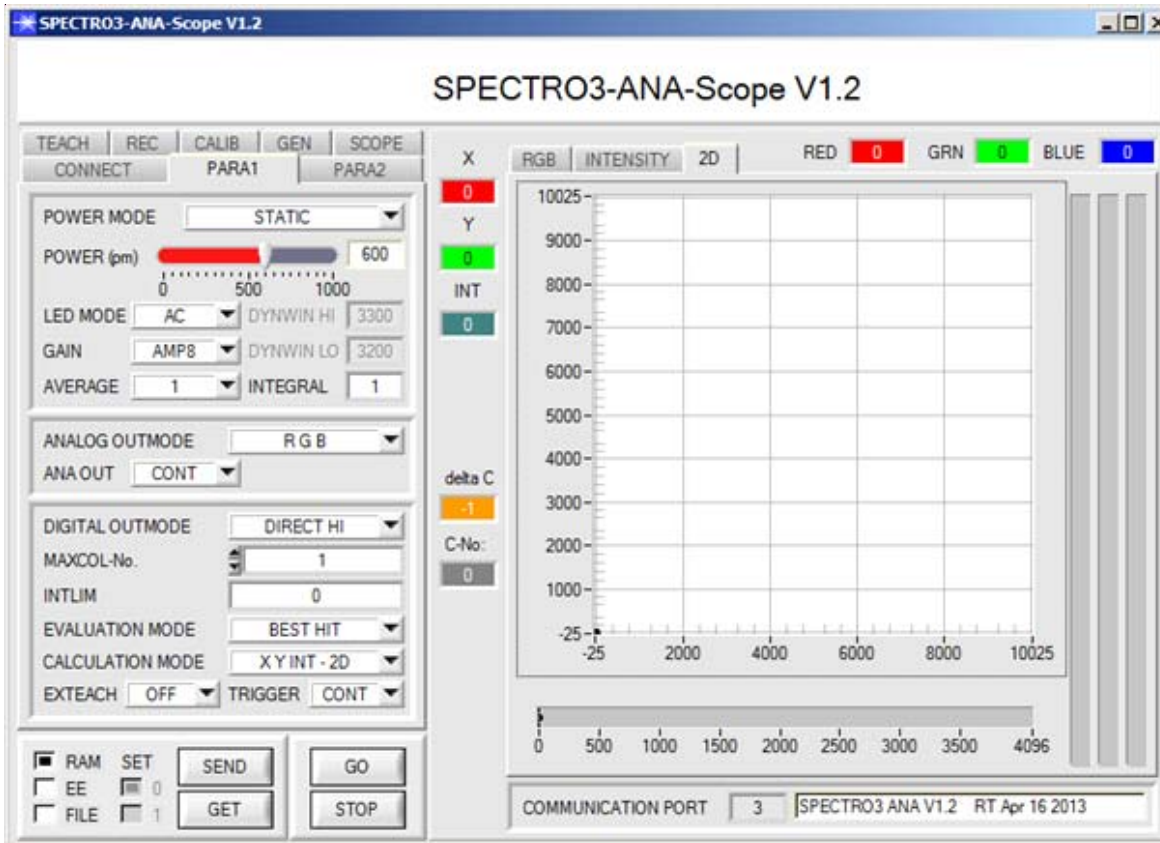 SPECTRO3-ANA-Scope V1.2
SPECTRO3-ANA-Scope V1.2
TEACH REC CALIB GEN SCOPE
CONNECT PARA1 PARA2
POWER MODE STATIC
POWER (pm) 600
0 500 1000
LED MODE AC DYNWIN HI 3300
GAIN AMP8 DYNWIN LO 3200
AVERAGE 1 INTEGRAL 1
ANALOG OUTMODE R G B
ANA OUT CONT
DIGITAL OUTMODE DIRECT HI
MAXCOL-No. 1
INTLIM 0
EVALUATION MODE BEST HIT
CALCULATION MODE X Y INT - 2D
EXTEACH OFF TRIGGER CONT
RAM SET SEND GO
EE 0
FILE 1 GET STOP
X
0
Y
0
INT
0
delta C
-1
C-No:
0
RGB INTENSITY 2D RED 0 GRN 0 BLUE 0
10025
9000
8000
7000
6000
5000
4000
3000
2000
1000
-25
-25 2000 4000 6000 8000 10025
0 500 1000 1500 2000 2500 3000 3500 4096
COMMUNICATION PORT 3 SPECTRO3 ANA V1.2 RT Apr 16 2013